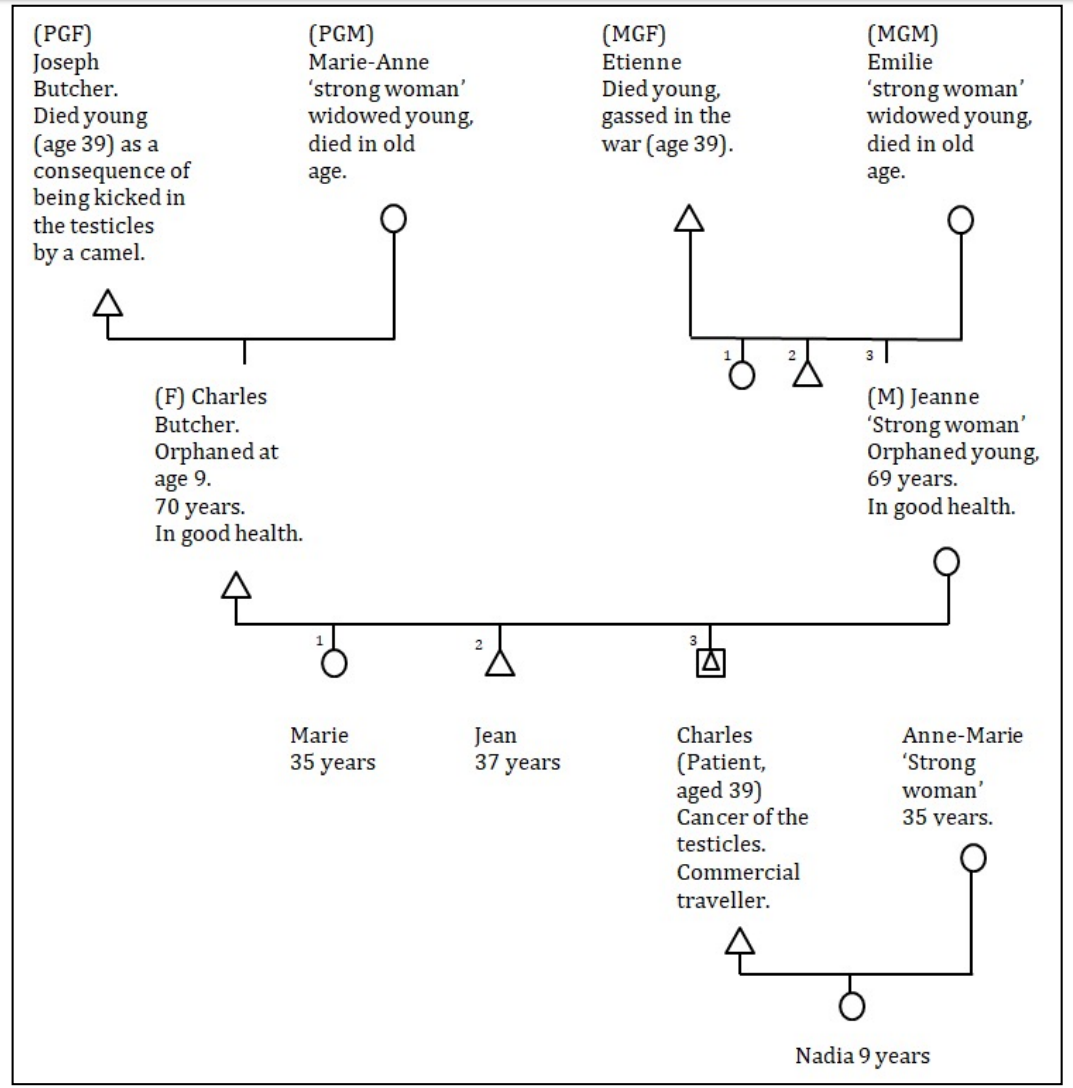 (PGF)
Joseph
Butcher.
Died young
(age 39) as a
consequence of
being kicked in
the testicles
by a camel.
(PGM)
Marie-Anne
‘strong woman’
widowed young,
died in old
age.
(MGF)
Etienne
Died young,
gassed in the
war (age 39).
(MGM)
Emilie
‘strong woman’
widowed young,
died in old
age.
1
2
3
(F) Charles
Butcher.
Orphaned at
age 9.
70 years.
In good health.
(M) Jeanne
‘Strong woman’
Orphaned young,
69 years.
In good health.
1
2
3
Marie
35 years
Jean
37 years
Charles
(Patient,
aged 39)
Cancer of the
testicles.
Commercial
traveller.
Anne-Marie
‘Strong
woman’
35 years.
Nadia 9 years